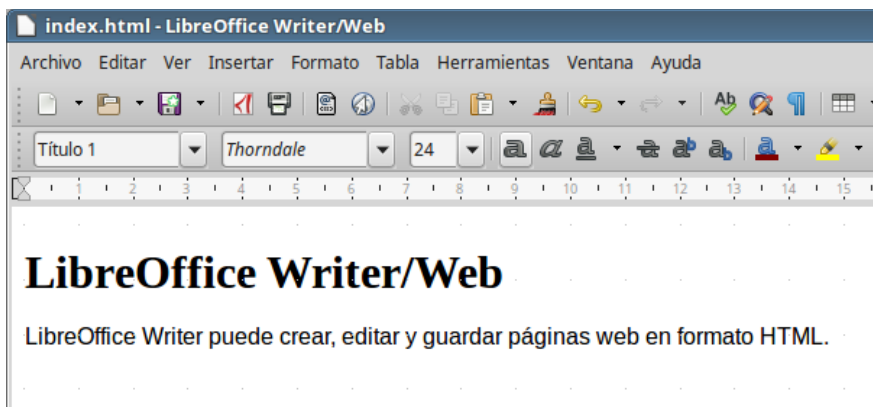 index.html - LibreOffice Writer/Web
Archivo Editar Ver Insertar Formato Tabla Herramientas Ventana Ayuda
Título 1 Thorndale 24 a a a a ab ab a
1 2 3 4 5 6 7 8 9 10 11 12 13 14 15
LibreOffice Writer/Web
LibreOffice Writer puede crear, editar y guardar páginas web en formato HTML.